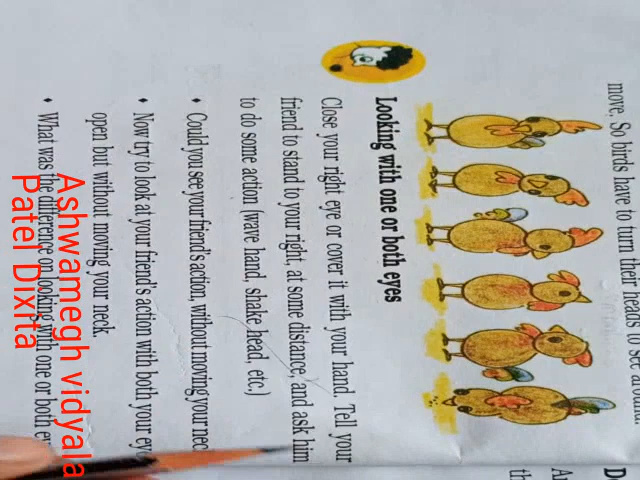 move. So birds have to turn their heads to see around.
Looking with one or both eyes
Close your right eye or cover it with your hand. Tell your
friend to stand to your right, at some distance, and ask him
to do some action (wave hand, shake head, etc.)
• Could you see your friend's action, without moving your nec
• Now try to look at your friend's action with both your eye
open but without moving your neck.
• What was the difference on looking with one or both e
Ashwamegh vidyala
Patel Dixita